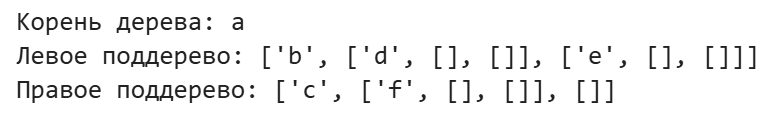 Корень дерева: a
Левое поддерево: ['b', ['d', [], []], ['e', [], []]]
Правое поддерево: ['c', ['f', [], []], []]